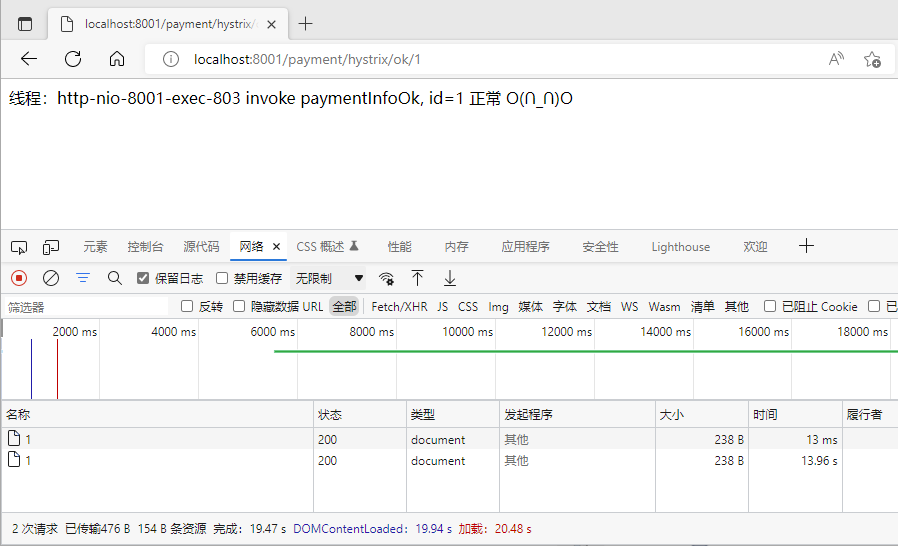 localhost:8001/payment/hystrix/
localhost:8001/payment/hystrix/ok/1
线程：http-nio-8001-exec-803 invoke paymentInfoOk, id=1 正常 O(∩_∩)O
元素 控制台 源代码 网络 CSS 概述 性能 内存 应用程序 安全性 Lighthouse 欢迎
保留日志 禁用缓存 无限制
筛选器 反转 隐藏数据 URL 全部 Fetch/XHR JS CSS Img 媒体 字体 文档 WS Wasm 清单 其他 已阻止 Cookie 已
2000 ms 4000 ms 6000 ms 8000 ms 10000 ms 12000 ms 14000 ms 16000 ms 18000 ms
名称 状态 类型 发起程序 大小 时间 履行者
1 200 document 其他 238 B 13 ms
1 200 document 其他 238 B 13.96 s
2 次请求 已传输476 B 154 B 条资源 完成：19.47 s DOMContentLoaded：19.94 s 加载：20.48 s